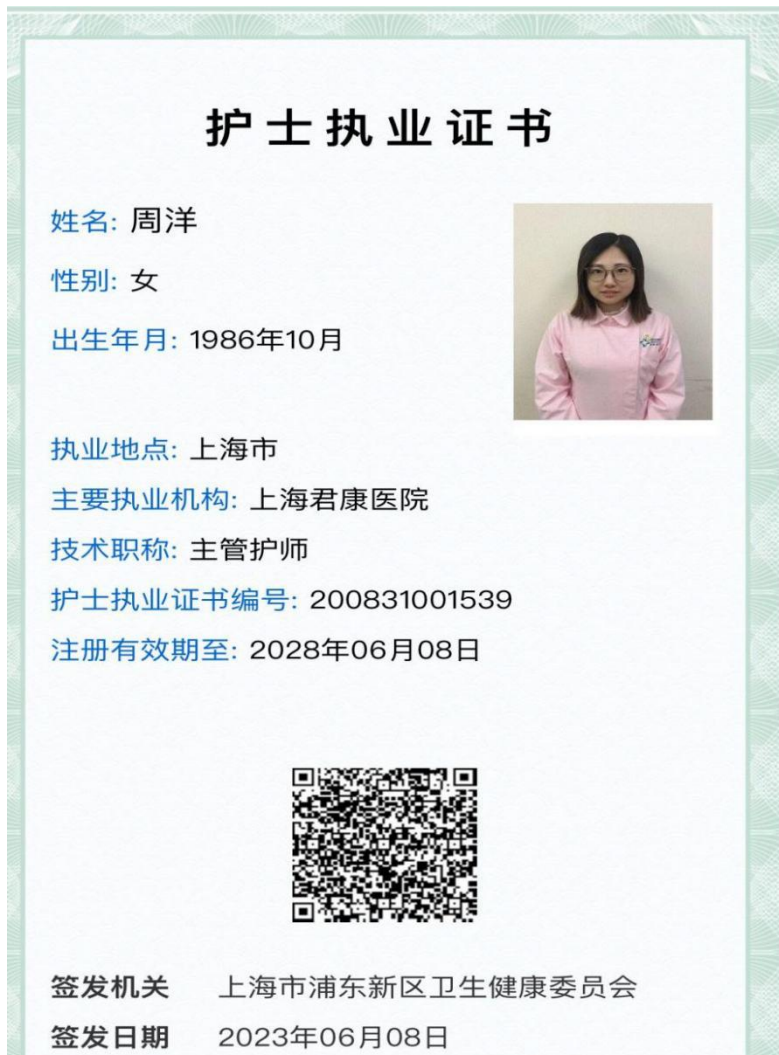 护士执业证书
姓名: 周洋
性别: 女
出生年月: 1986年10月
执业地点: 上海市
主要执业机构: 上海君康医院
技术职称: 主管护师
护士执业证书编号: 200831001539
注册有效期至: 2028年06月08日
签发机关 上海市浦东新区卫生健康委员会
签发日期 2023年06月08日